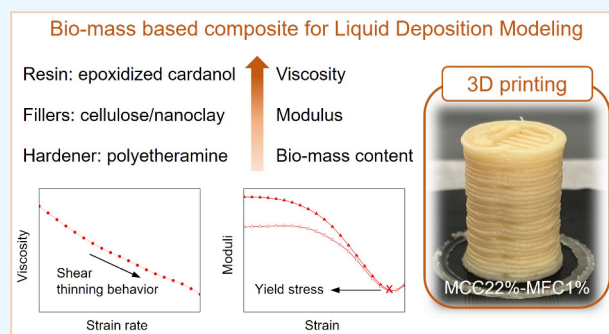 Bio-mass based composite for Liquid Deposition Modeling
Resin: epoxidized cardanol
Fillers: cellulose/nanoclay
Hardener: polyetheramine
Viscosity
Modulus
Bio-mass content
3D printing
MCC22%-MFC1%
Viscosity
Shear
thinning behavior
Strain rate
Moduli
Yield stress
Strain